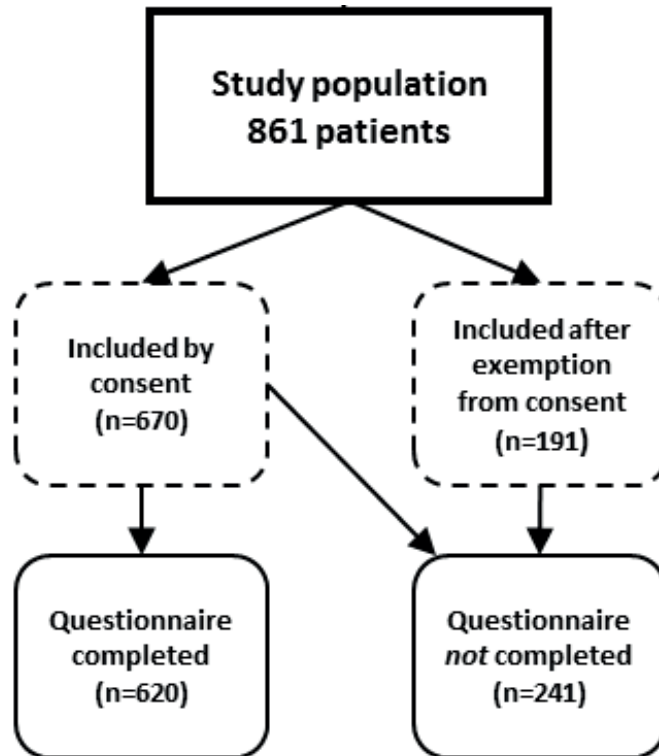 Study population
861 patients
Included by
consent
(n=670)
Included after
exemption
from consent
(n=191)
Questionnaire
completed
(n=620)
Questionnaire
not completed
(n=241)